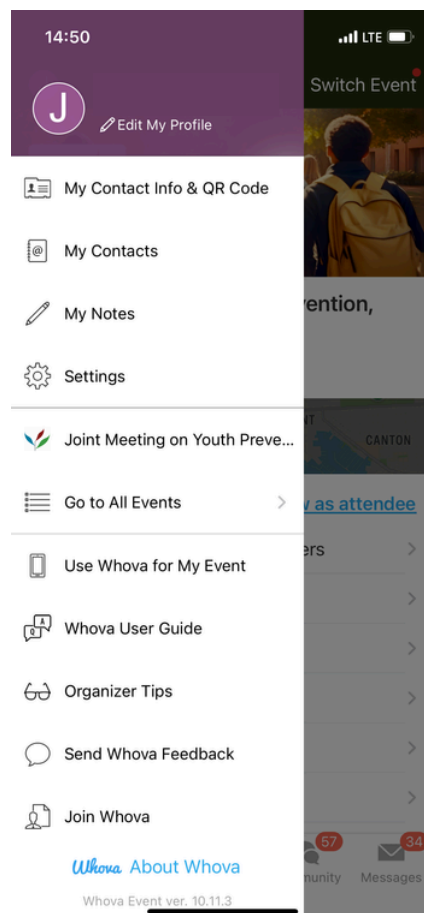 14:50
LTE
Switch Event
J
Edit My Profile
My Contact Info & QR Code
My Contacts
My Notes
ention,
Settings
CANTON
Joint Meeting on Youth Preve...
Go to All Events
w as attendee
ers
Use Whova for My Event
Whova User Guide
Organizer Tips
Send Whova Feedback
Join Whova
57
34
Whova About Whova
munity
Messages
Whova Event ver. 10.11.3